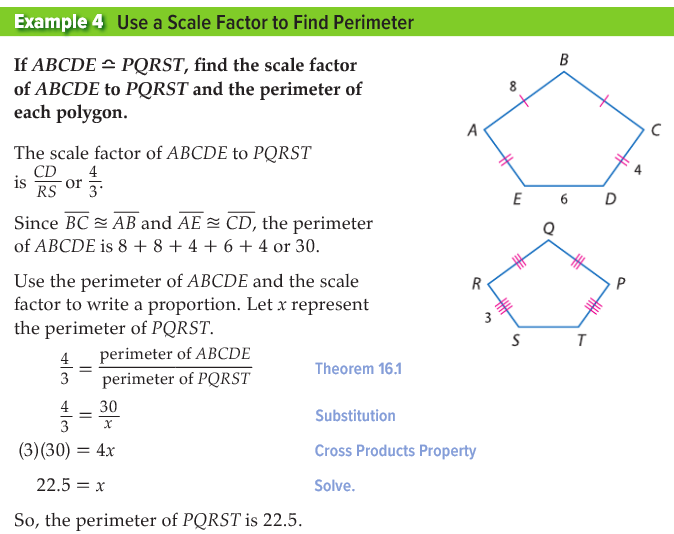 Example 4 Use a Scale Factor to Find Perimeter
If ABCDE ≏ PQRST, find the scale factor
of ABCDE to PQRST and the perimeter of
each polygon.
The scale factor of ABCDE to PQRST
is CD/RS or 4/3.
Since BC ≅ AB and AE ≅ CD, the perimeter
of ABCDE is 8 + 8 + 4 + 6 + 4 or 30.
Use the perimeter of ABCDE and the scale
factor to write a proportion. Let x represent
the perimeter of PQRST.
4/3 = perimeter of ABCDE/perimeter of PQRST Theorem 16.1
4/3 = 30/x Substitution
(3)(30) = 4x Cross Products Property
22.5 = x Solve.
So, the perimeter of PQRST is 22.5.
B
8
A
C
4
E 6 D
Q
R
P
3
S
T